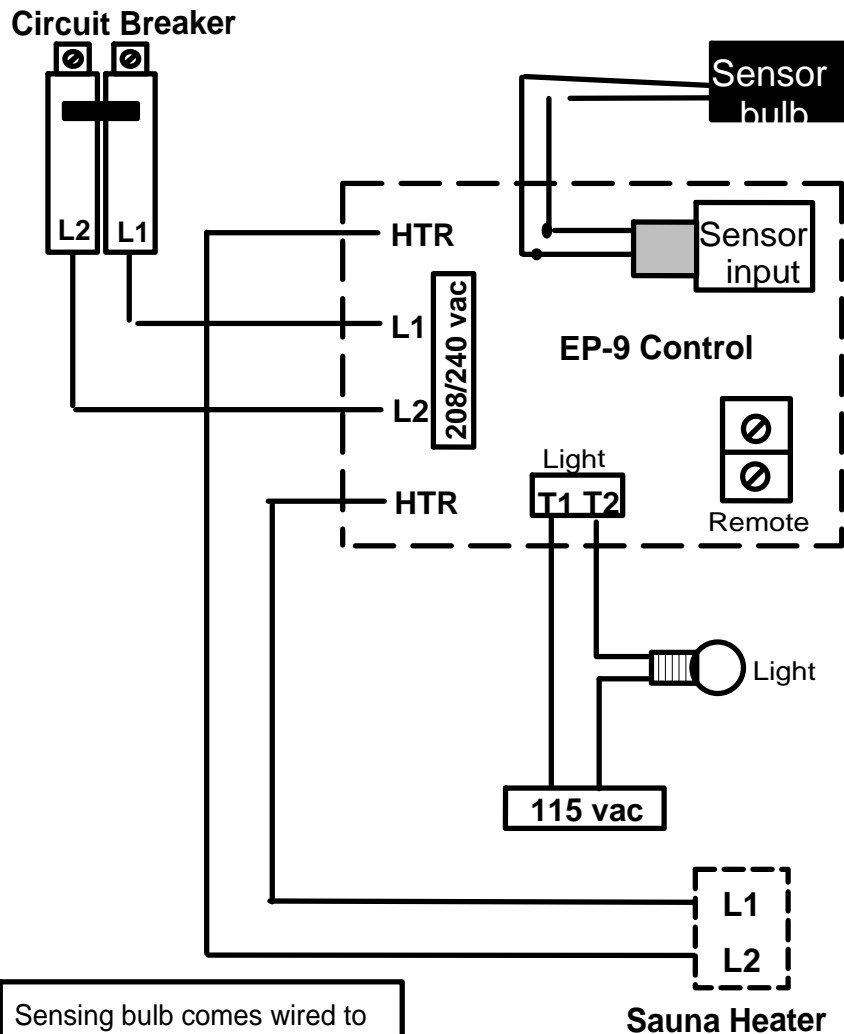 Circuit Breaker
L2 L1
Sensor
bulb
HTR
Sensor
input
L1
208/240 vac
EP-9 Control
L2
Light
HTR
T1 T2
Remote
Light
115 vac
L1
L2
Sauna Heater
Sensing bulb comes wired to